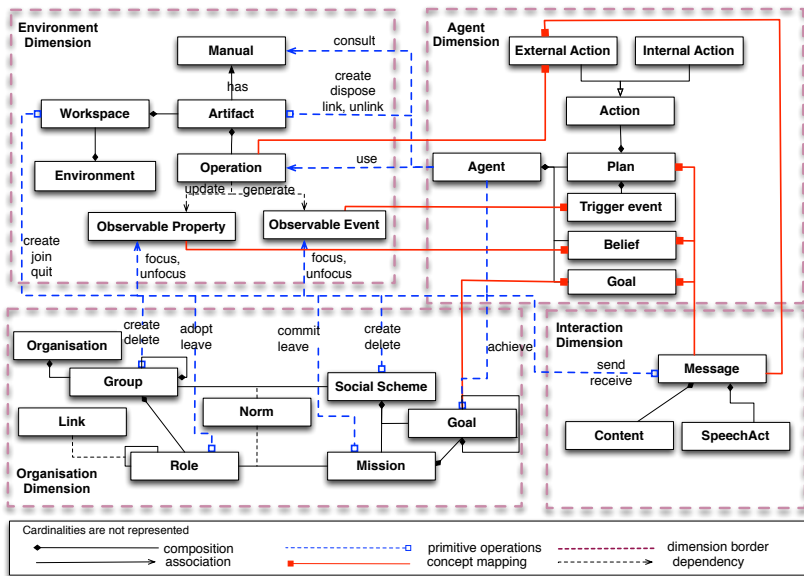 Environment
Dimension
Manual
consult
has
create
dispose
link, unlink
Workspace
Artifact
Environment
Operation
use
update
generate
Observable Property
Observable Event
create
join
quit
focus,
unfocus
focus,
unfocus
Agent
Dimension
External Action
Internal Action
Action
Agent
Plan
Trigger event
Belief
Goal
Organisation
create
delete
adopt
leave
commit
leave
create
delete
achieve
Group
Social Scheme
Link
Norm
Goal
Organisation
Dimension
Role
Mission
Interaction
Dimension
send
receive
Message
Content
SpeechAct
Cardinalities are not represented
composition
association
primitive operations
concept mapping
dimension border
dependency